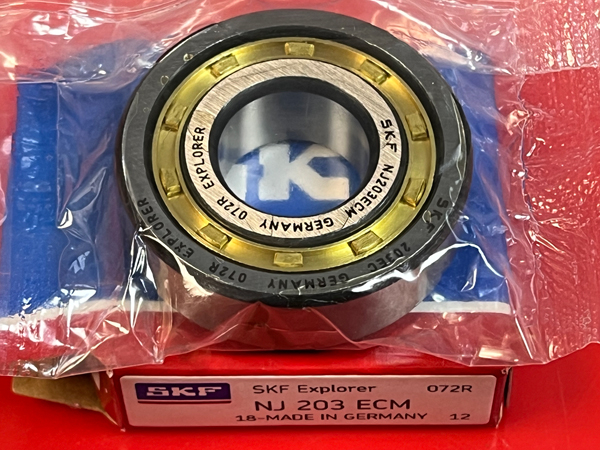 SKF NJ203ECM GERMANY 072R EXPLORER
SKF 203EC GERMANY 072R EXPLORER
SKF SKF Explorer 072R
NJ 203 ECM
18-MADE IN GERMANY 12